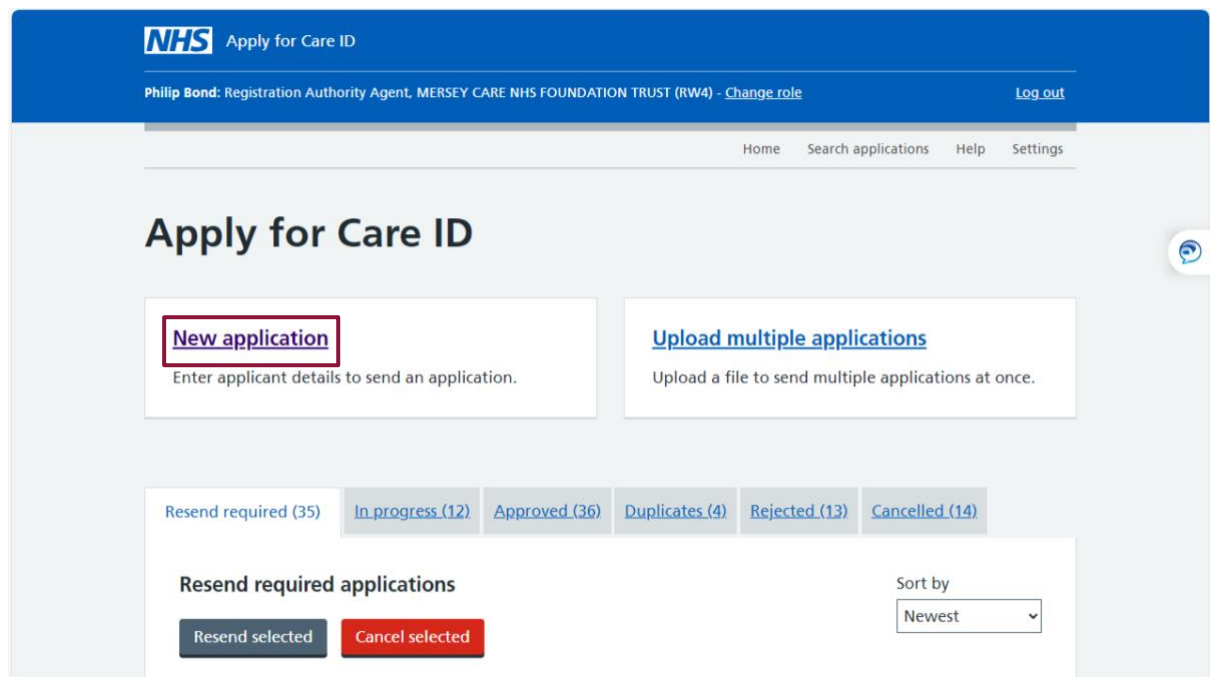 NHS Apply for Care ID
Philip Bond: Registration Authority Agent, MERSEY CARE NHS FOUNDATION TRUST (RW4) - Change role Log out
Home Search applications Help Settings
Apply for Care ID
New application
Enter applicant details to send an application.
Upload multiple applications
Upload a file to send multiple applications at once.
Resend required (35) In progress (12) Approved (36) Duplicates (4) Rejected (13) Cancelled (14)
Resend required applications
Sort by
Newest
Resend selected Cancel selected